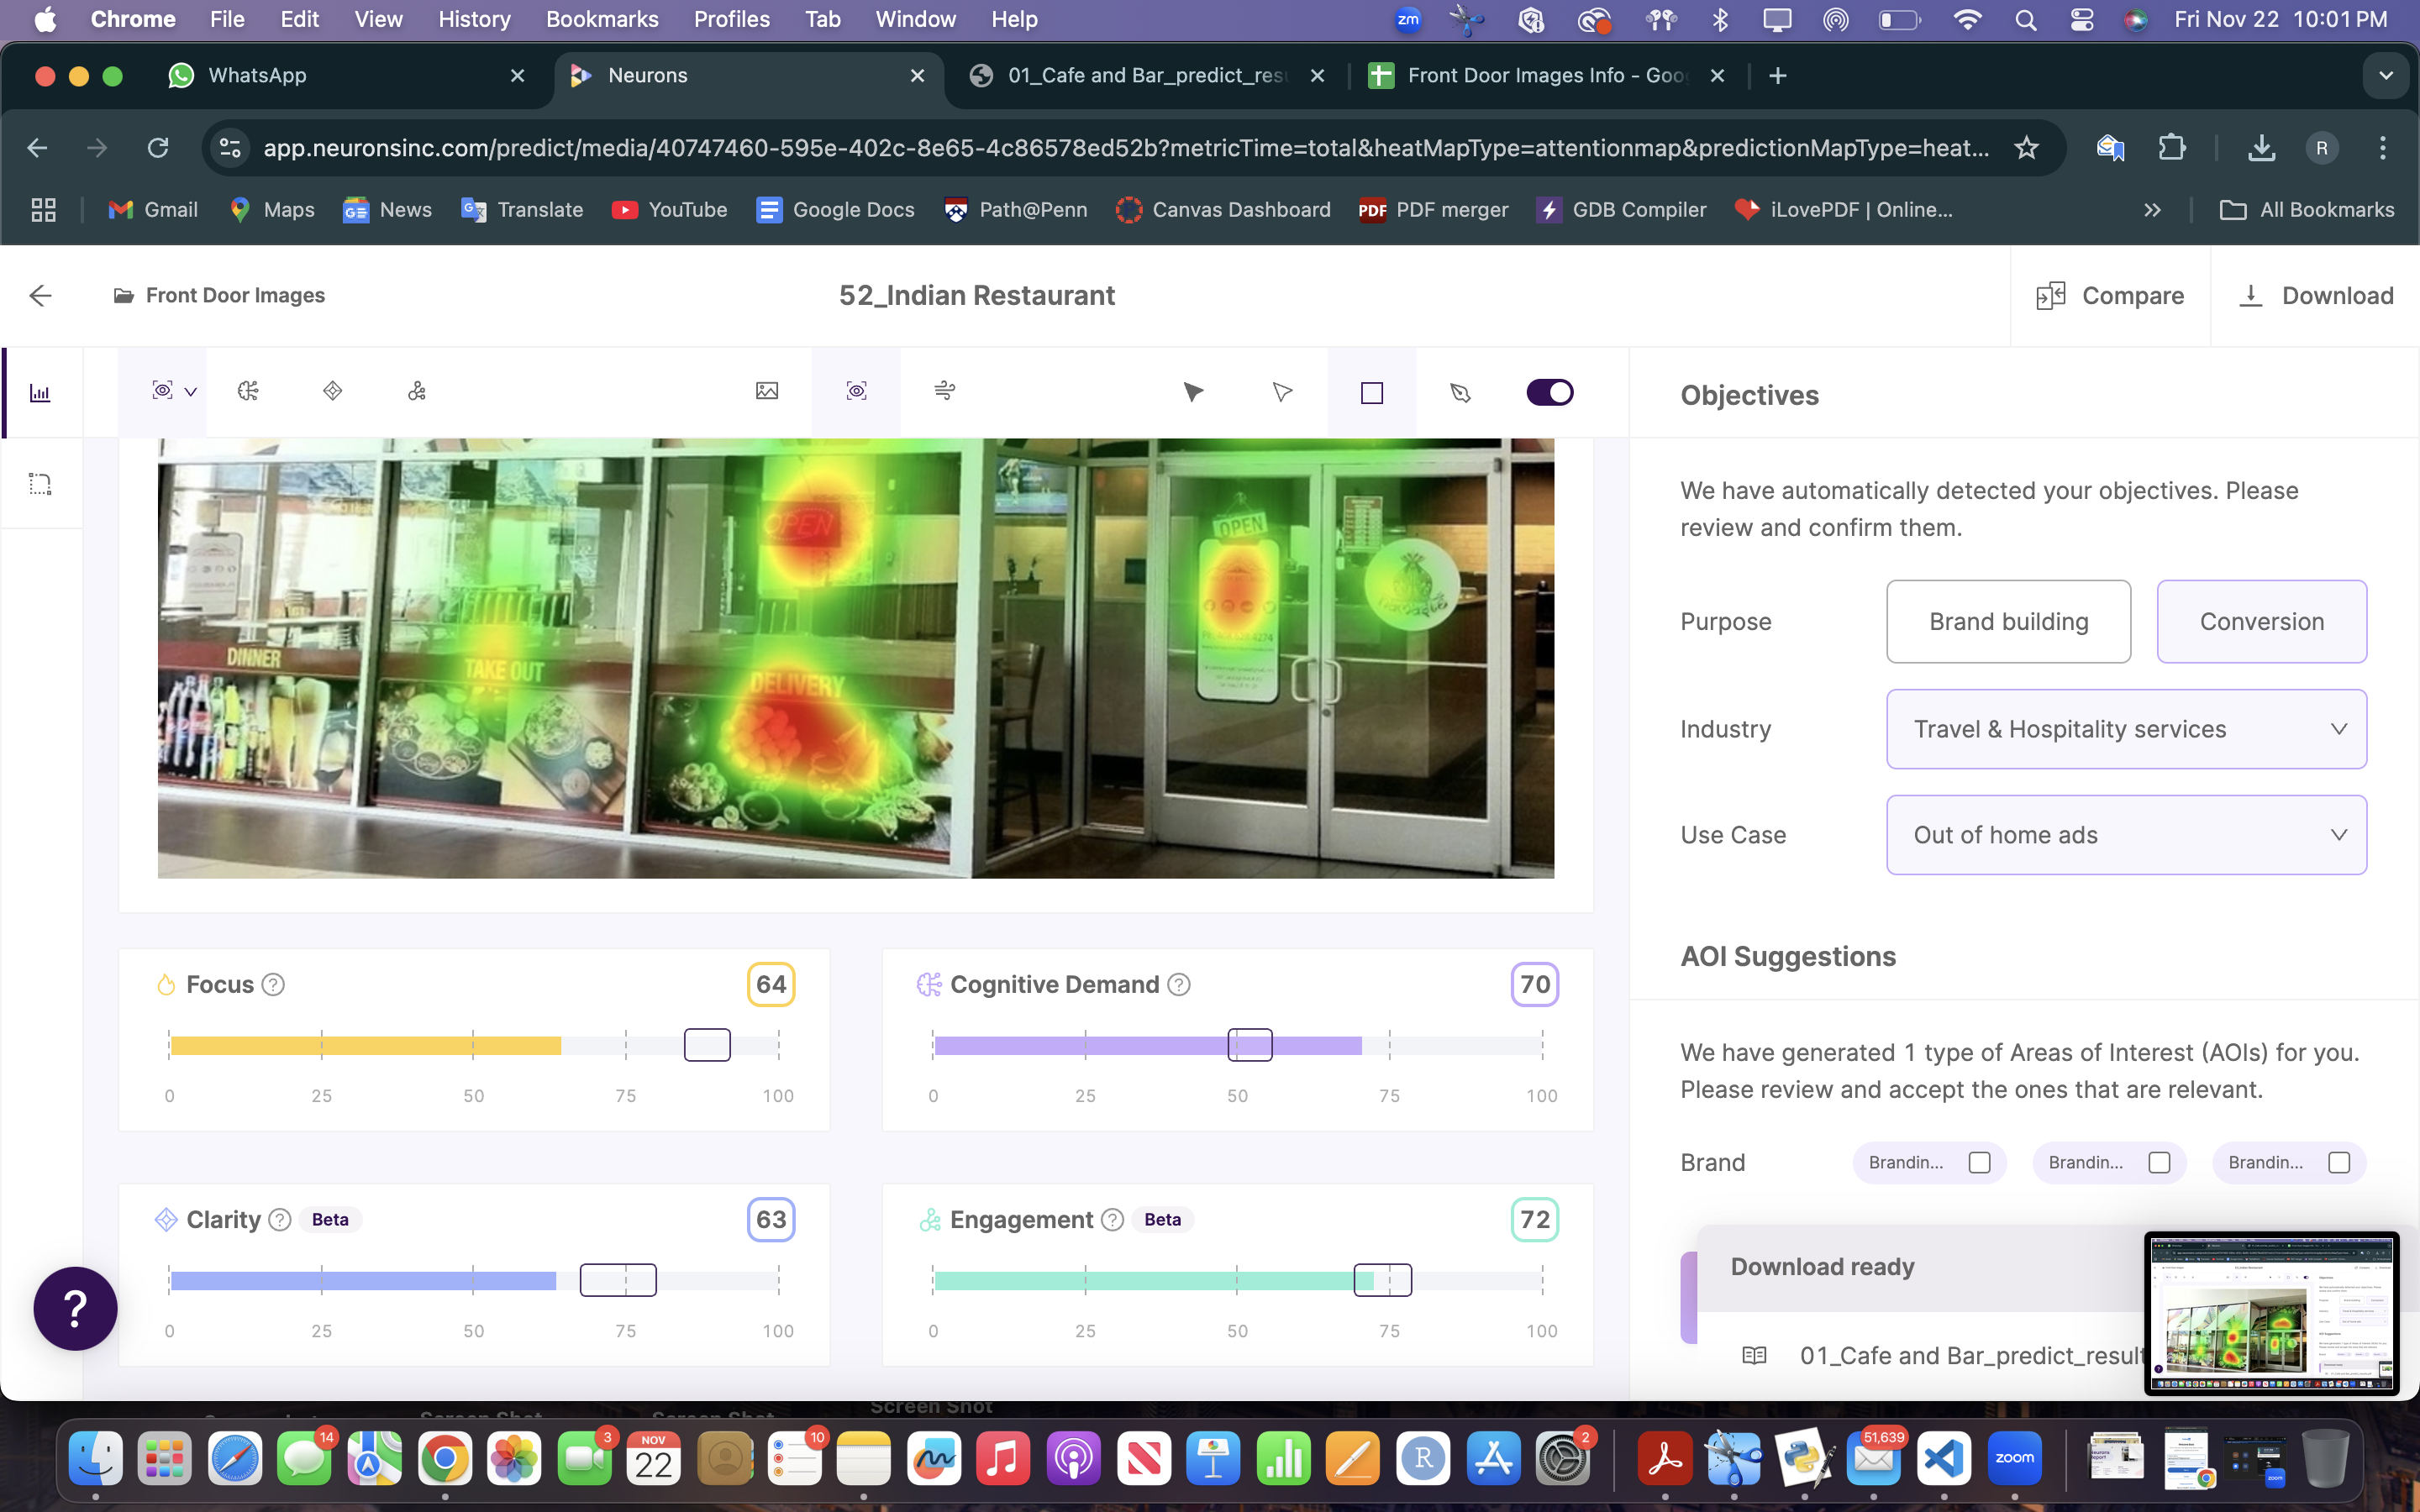 Chrome File Edit View History Bookmarks Profiles Tab Window Help zm Fri Nov 22 10:01 PM
WhatsApp Neurons 01_Cafe and Bar_predict_resu Front Door Images Info - Goo
app.neuronsinc.com/predict/media/40747460-595e-402c-8e65-4c86578ed52b?metricTime=total&heatMapType=attentionmap&predictionMapType=heat... R
Gmail Maps News Translate YouTube Google Docs Path@Penn Canvas Dashboard PDF PDF merger GDB Compiler iLovePDF | Online... All Bookmarks
Front Door Images 52_Indian Restaurant Compare Download
Objectives
We have automatically detected your objectives. Please
review and confirm them.
Purpose Brand building Conversion
Industry Travel & Hospitality services
Use Case Out of home ads
OPEN
OPEN
DINNER
TAKE OUT
DELIVERY
AOI Suggestions
We have generated 1 type of Areas of Interest (AOIs) for you.
Please review and accept the ones that are relevant.
Brand Brandin... Brandin... Brandin...
Focus ? 64
0 25 50 75 100
Cognitive Demand ? 70
0 25 50 75 100
Clarity ? Beta 63
0 25 50 75 100
Engagement ? Beta 72
0 25 50 75 100
?
Download ready
01_Cafe and Bar_predict_result
Screen Shot
14 3 NOV 22 10 R 2 51,639 zoom